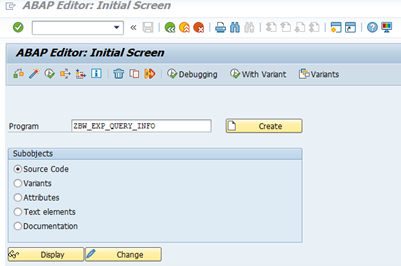 ABAP Editor: Initial Screen
ABAP Editor: Initial Screen
Debugging With Variant Variants
Program ZBW_EXP_QUERY_INFO Create
Subobjects
Source Code
Variants
Attributes
Text elements
Documentation
Display Change